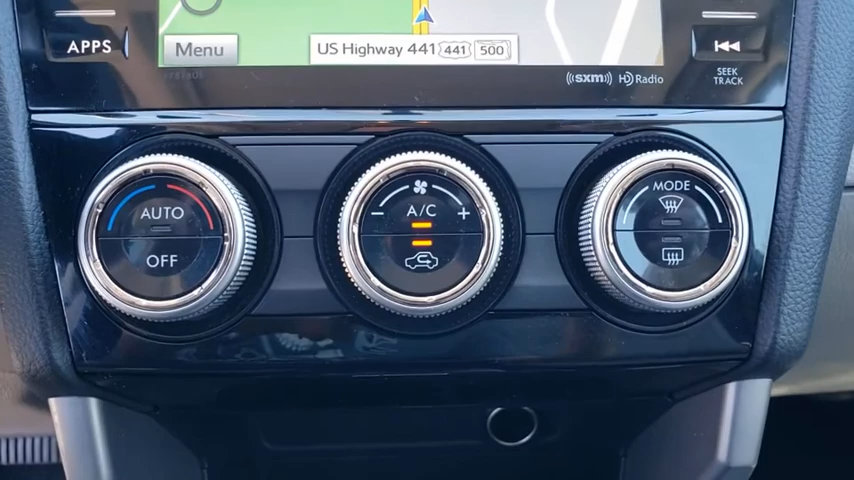 APPS
Menu
US Highway 441 441 500
SEEK
TRACK
((sxm)) HD Radio
AUTO
OFF
A/C
- +
MODE